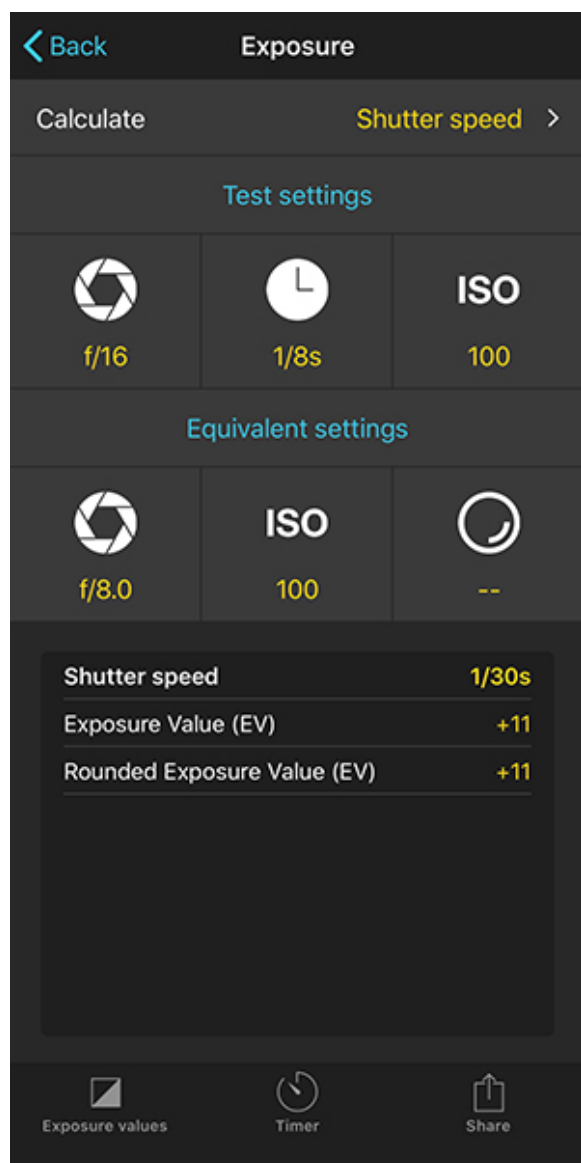 Back Exposure
Calculate Shutter speed >
Test settings
ISO
f/16 1/8s 100
Equivalent settings
ISO
f/8.0 100 --
Shutter speed 1/30s
Exposure Value (EV) +11
Rounded Exposure Value (EV) +11
Exposure values Timer Share